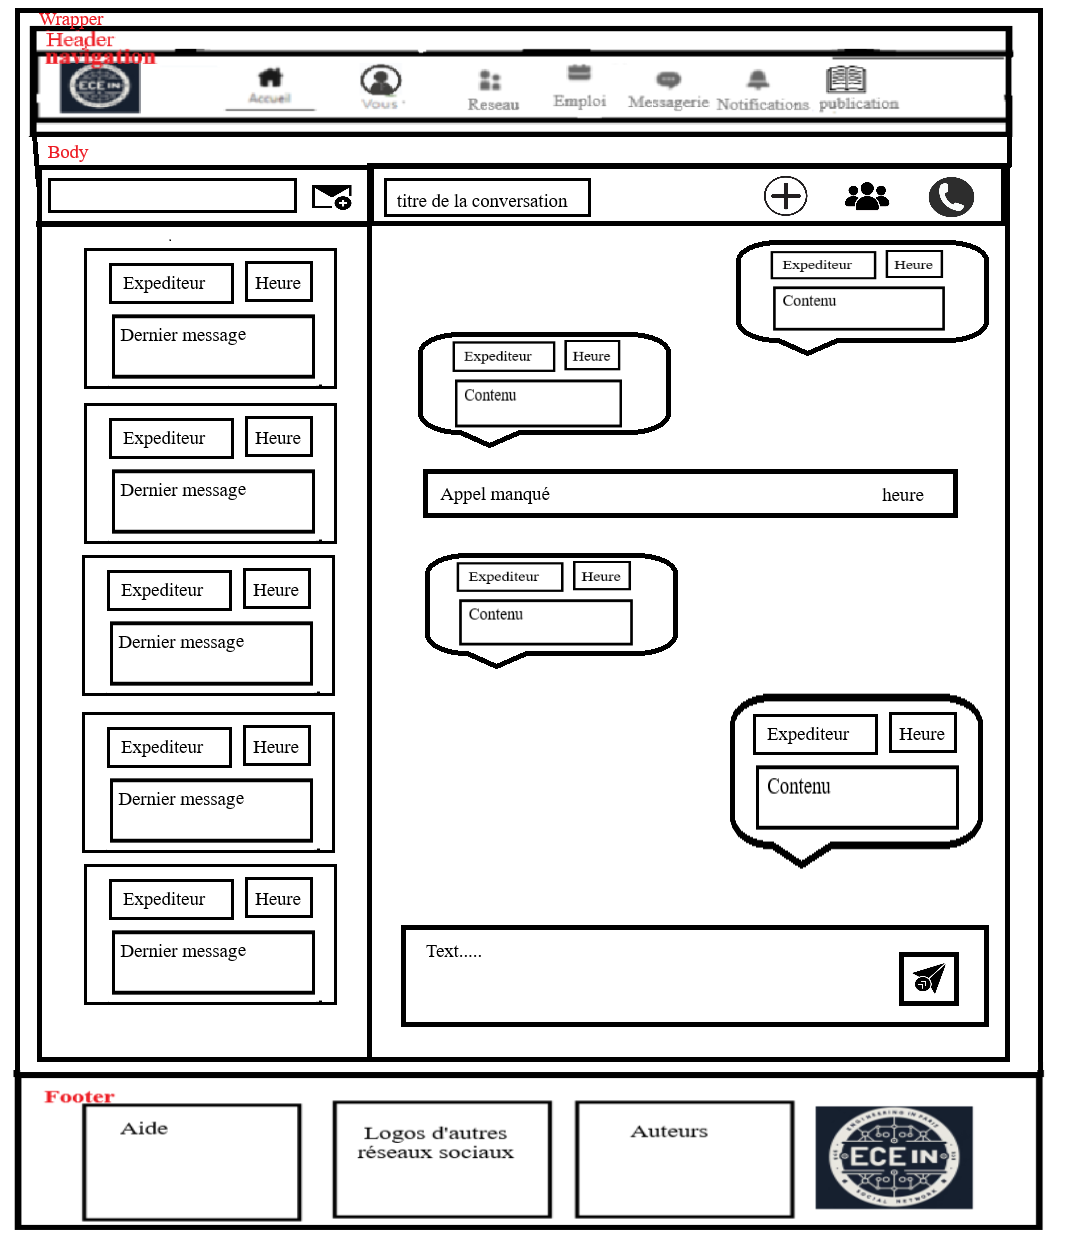 Wrapper
Header
navigation
ECE IN
Accueil
Vous
Reseau
Emploi
Messagerie
Notifications
publication
Body
titre de la conversation
Expediteur
Heure
Dernier message
Expediteur
Heure
Dernier message
Expediteur
Heure
Dernier message
Expediteur
Heure
Dernier message
Expediteur
Heure
Dernier message
Expediteur
Heure
Contenu
Expediteur
Heure
Contenu
Appel manqué
heure
Expediteur
Heure
Contenu
Expediteur
Heure
Contenu
Text.....
Footer
Aide
Logos d'autres
réseaux sociaux
Auteurs
ENGINEERING IN PARIS
ECE IN
SOCIAL NETWORK